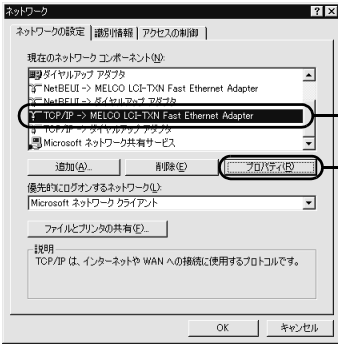 ネットワーク
ネットワークの設定 識別情報 アクセスの制御
現在のネットワーク コンポーネント(N):
ダイヤルアップ アダプタ
NetBEUI -> MELCO LCI-TXN Fast Ethernet Adapter
NetBEUI -> ダイヤルアップ アダプタ
TCP/IP -> MELCO LCI-TXN Fast Ethernet Adapter
TCP/IP -> ダイヤルアップ アダプタ
Microsoft ネットワーク共有サービス
追加(A)... 削除(E) プロパティ(R)
優先的にログオンするネットワーク(L):
Microsoft ネットワーク クライアント
ファイルとプリンタの共有(F)...
説明
TCP/IP は、インターネットや WAN への接続に使用するプロトコルです。
OK キャンセル